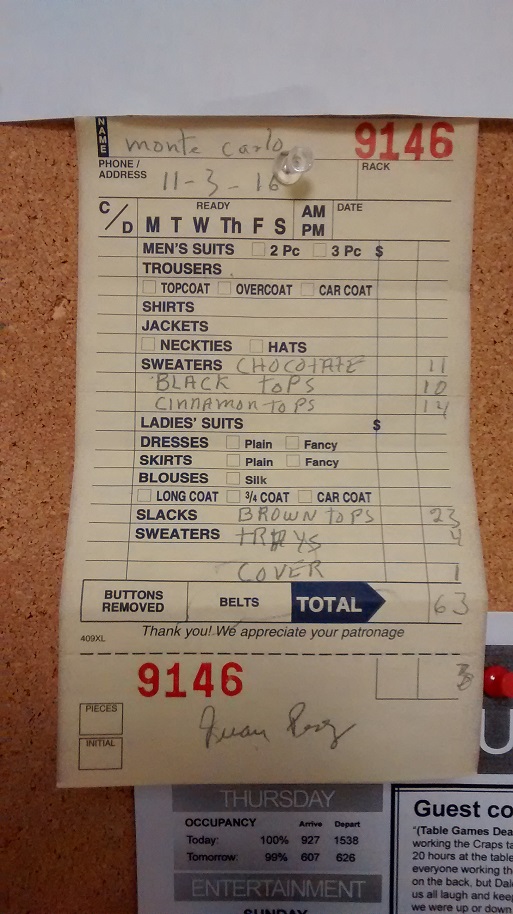 NAME monte carlo 9146
PHONE / ADDRESS 11-3-16 RACK
C/D READY M T W Th F S AM PM DATE
MEN'S SUITS 2 Pc 3 Pc $
TROUSERS
TOPCOAT OVERCOAT CAR COAT
SHIRTS
JACKETS
NECKTIES HATS
SWEATERS CHOCOTATE 11
BLACK toPS 10
cinnamon toPS 14
LADIES' SUITS $
DRESSES Plain Fancy
SKIRTS Plain Fancy
BLOUSES Silk
LONG COAT 3/4 COAT CAR COAT
SLACKS BROWN toPS 23
SWEATERS tRAYS 4
COVER 1
BUTTONS REMOVED BELTS TOTAL 63
409XL Thank you! We appreciate your patronage
9146
PIECES
INITIAL
Juan
THURSDAY
OCCUPANCY Arrive Depart
Today: 100% 927 1538
Tomorrow: 99% 607 626
ENTERTAINMENT
SUNDAY
U
Guest co
"(Table Games Dea
working the Craps ta
20 hours at the table
everyone working th
on the back, but Dal
us all laugh and kee
we were up or down